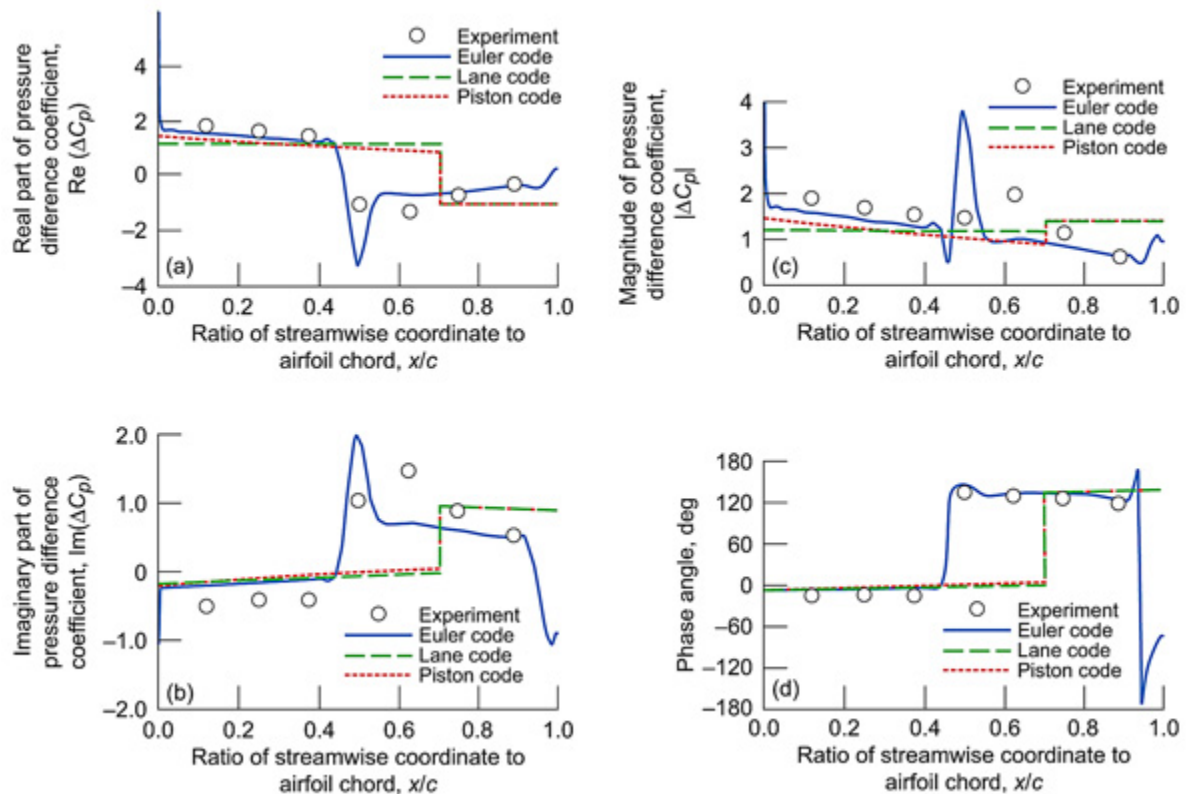 Real part of pressure
difference coefficient,
Re (ΔCp)
4
2
0
−2
−4
Experiment
Euler code
Lane code
Piston code
(a)
0.0 0.2 0.4 0.6 0.8 1.0
Ratio of streamwise coordinate to
airfoil chord, x/c
Magnitude of pressure
difference coefficient,
|ΔCp|
4
3
2
1
0
Experiment
Euler code
Lane code
Piston code
(c)
0.0 0.2 0.4 0.6 0.8 1.0
Ratio of streamwise coordinate to
airfoil chord, x/c
Imaginary part of
pressure difference
coefficient, Im(ΔCp)
2.0
1.0
0
−1.0
−2.0
Experiment
Euler code
Lane code
Piston code
(b)
0.0 0.2 0.4 0.6 0.8 1.0
Ratio of streamwise coordinate to
airfoil chord, x/c
Phase angle, deg
180
120
60
0
−60
−120
−180
Experiment
Euler code
Lane code
Piston code
(d)
0.0 0.2 0.4 0.6 0.8 1.0
Ratio of streamwise coordinate to
airfoil chord, x/c